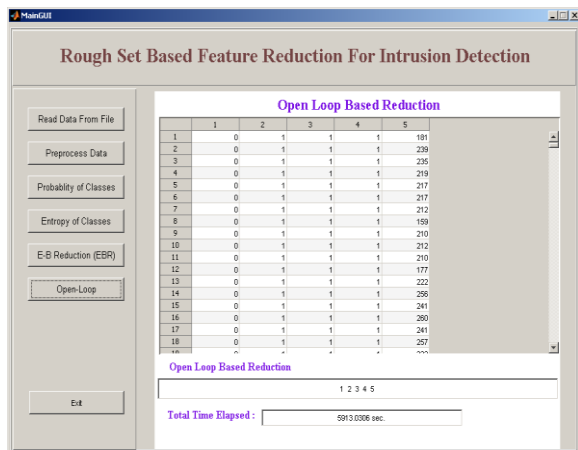 MainGUI
Rough Set Based Feature Reduction For Intrusion Detection
Read Data From File
Preprocess Data
Probablity of Classes
Entropy of Classes
E-B Reduction (EBR)
Open-Loop
Exit
Open Loop Based Reduction
1 2 3 4 5
1 0 1 1 1 181
2 0 1 1 1 239
3 0 1 1 1 235
4 0 1 1 1 219
5 0 1 1 1 217
6 0 1 1 1 217
7 0 1 1 1 212
8 0 1 1 1 159
9 0 1 1 1 210
10 0 1 1 1 212
11 0 1 1 1 210
12 0 1 1 1 177
13 0 1 1 1 222
14 0 1 1 1 256
15 0 1 1 1 241
16 0 1 1 1 260
17 0 1 1 1 241
18 0 1 1 1 257
Open Loop Based Reduction
1 2 3 4 5
Total Time Elapsed :
5913.0306 sec.